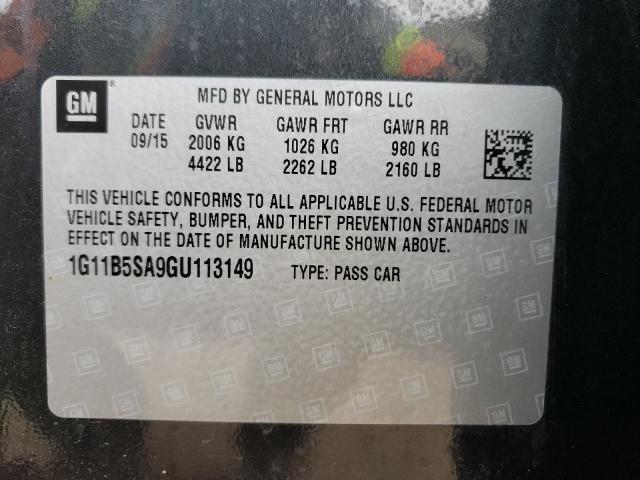 GM ®
MFD BY GENERAL MOTORS LLC
DATE GVWR GAWR FRT GAWR RR
09/15 2006 KG 1026 KG 980 KG
4422 LB 2262 LB 2160 LB
THIS VEHICLE CONFORMS TO ALL APPLICABLE U.S. FEDERAL MOTOR
VEHICLE SAFETY, BUMPER, AND THEFT PREVENTION STANDARDS IN
EFFECT ON THE DATE OF MANUFACTURE SHOWN ABOVE.
1G11B5SA9GU113149 TYPE: PASS CAR